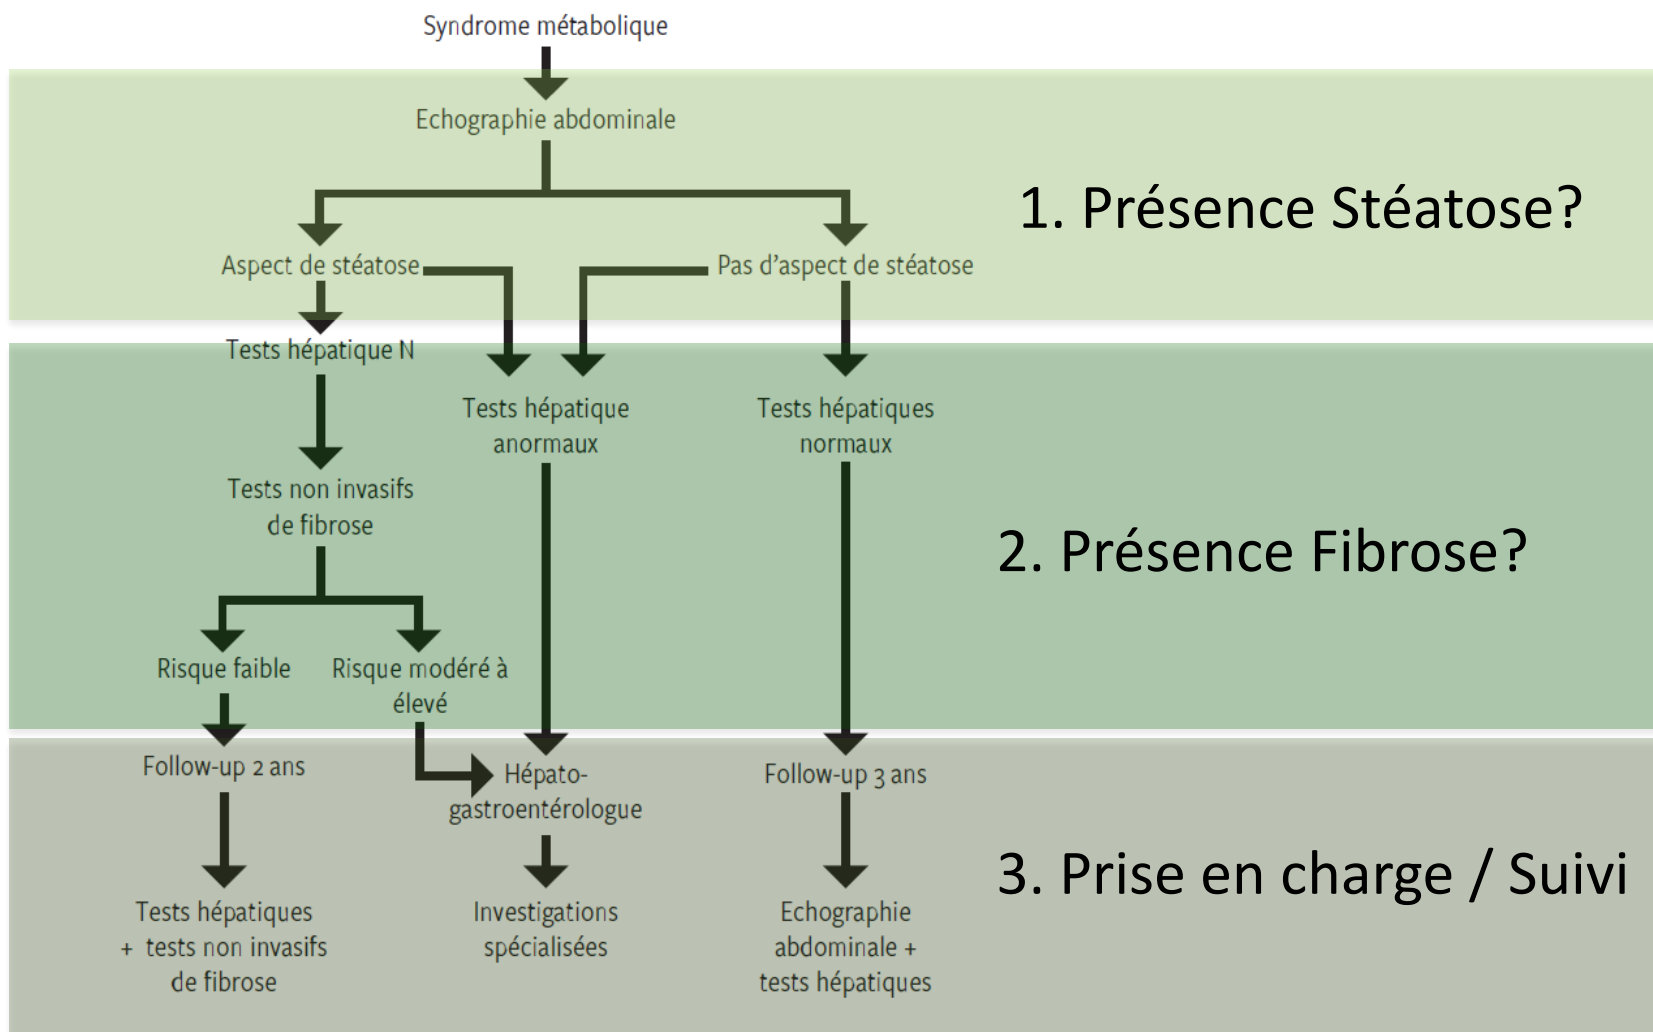 Syndrome métabolique
Echographie abdominale
1. Présence Stéatose?
Aspect de stéatose
Pas d'aspect de stéatose
Tests hépatique N
Tests hépatique
anormaux
Tests hépatiques
normaux
Tests non invasifs
de fibrose
2. Présence Fibrose?
Risque faible
Risque modéré à
élevé
Follow-up 2 ans
Hépato-
gastroentérologue
Follow-up 3 ans
3. Prise en charge / Suivi
Tests hépatiques
+ tests non invasifs
de fibrose
Investigations
spécialisées
Echographie
abdominale +
tests hépatiques